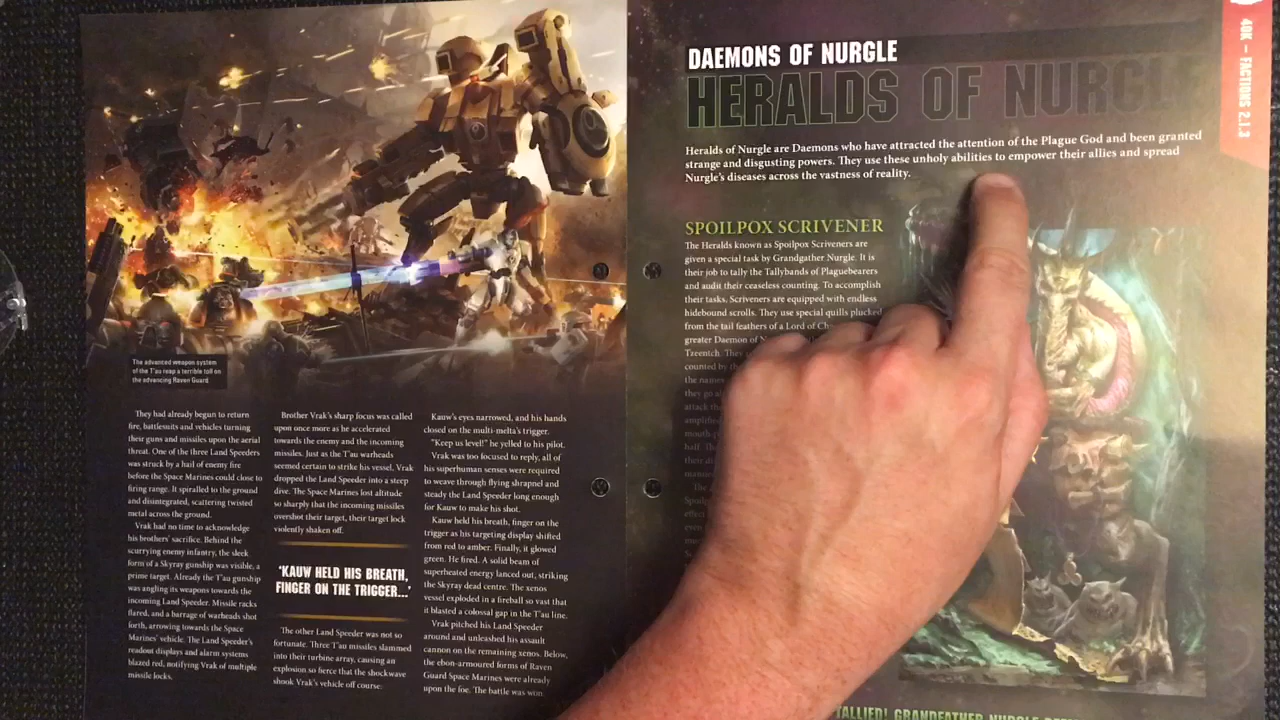 The advanced weapon system
of the T'au reap a terrible toll on
the advancing Raven Guard.
They had already begun to return
fire, battlesuits and vehicles turning
their guns and missiles upon the aerial
threat. One of the three Land Speeders
was struck by a hail of enemy fire
before the Space Marines could close to
firing range. It spiralled to the ground
and disintegrated, scattering twisted
metal across the ground.
Vrak had no time to acknowledge
his brothers' sacrifice. Behind the
scurrying enemy infantry, the sleek
form of a Skyray gunship was visible, a
prime target. Already the T'au gunship
was angling its weapons towards the
incoming Land Speeder. Missile racks
flared, and a barrage of warheads shot
forth, arrowing towards the Space
Marines' vehicle. The Land Speeder's
readout displays and alarm systems
blazed red, notifying Vrak of multiple
missile locks.
Brother Vrak's sharp focus was called
upon once more as he accelerated
towards the enemy and the incoming
missiles. Just as the T'au warheads
seemed certain to strike his vessel, Vrak
dropped the Land Speeder into a steep
dive. The Space Marines lost altitude
so sharply that the incoming missiles
overshot their target, their target lock
violently shaken off.
'KAUW HELD HIS BREATH,
FINGER ON THE TRIGGER...'
The other Land Speeder was not so
fortunate. Three T'au missiles slammed
into their turbine array, causing an
explosion so fierce that the shockwave
shook Vrak's vehicle off course.
Kauw's eyes narrowed, and his hands
closed on the multi-melta's trigger.
"Keep us level!" he yelled to his pilot.
Vrak was too focused to reply, all of
his superhuman senses were required
to weave through flying shrapnel and
steady the Land Speeder long enough
for Kauw to make his shot.
Kauw held his breath, finger on the
trigger as his targeting display shifted
from red to amber. Finally, it glowed
green. He fired. A solid beam of
superheated energy lanced out, striking
the Skyray dead centre. The xenos
vessel exploded in a fireball so vast that
it blasted a colossal gap in the T'au line.
Vrak pitched his Land Speeder
around and unleashed his assault
cannon on the remaining xenos. Below,
the ebon-armoured forms of Raven
Guard Space Marines were already
upon the foe. The battle was won.
40K – FACTIONS 2.1.3
DAEMONS OF NURGLE
HERALDS OF NURGLE
Heralds of Nurgle are Daemons who have attracted the attention of the Plague God and been granted
strange and disgusting powers. They use these unholy abilities to empower their allies and spread
Nurgle's diseases across the vastness of reality.
SPOILPOX SCRIVENER
The Heralds known as Spoilpox Scriveners are
given a special task by Grandfather Nurgle. It is
their job to tally the Tallybands of Plaguebearers
and audit their ceaseless counting. To accomplish
their tasks, Scriveners are equipped with endless
hidebound scrolls. They use special quills plucked
from the tail feathers of a Lord of
greater Daemon of
Tzeentch. They
counted by
the names
they
attack
TALLIED! GRANDFATHER NURGLE